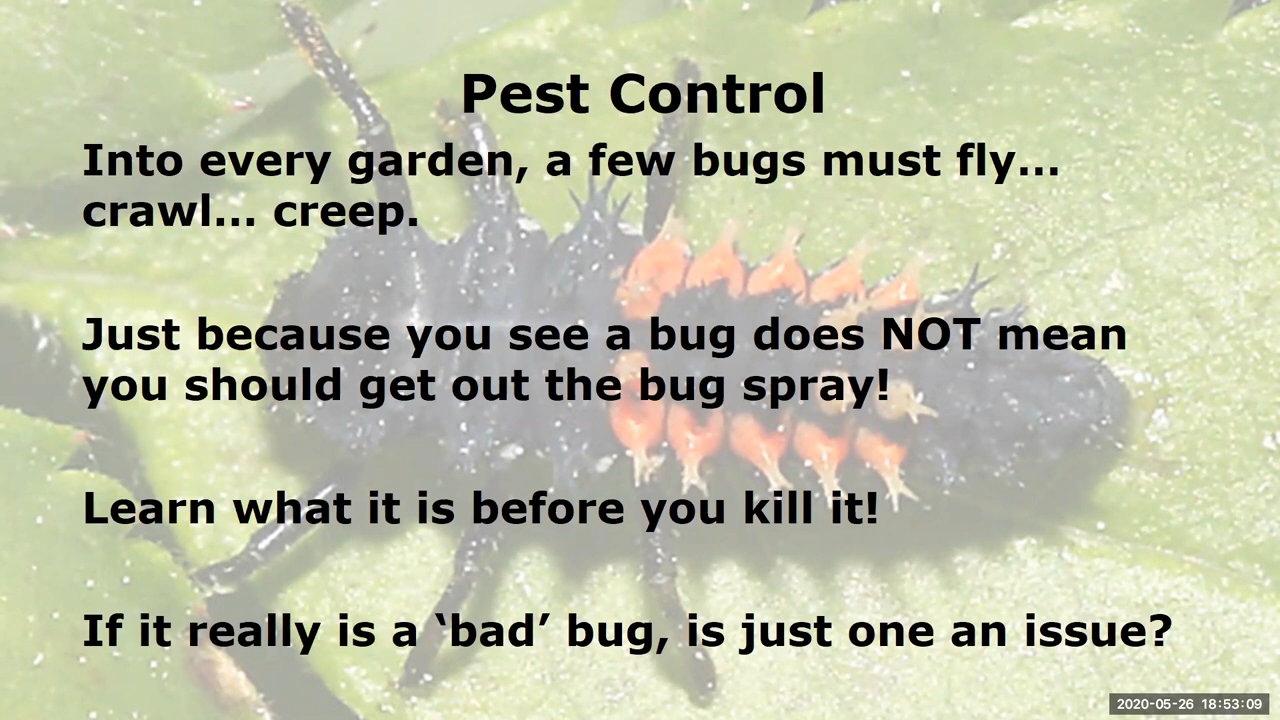 Pest Control
Into every garden, a few bugs must fly...
crawl... creep.
Just because you see a bug does NOT mean
you should get out the bug spray!
Learn what it is before you kill it!
If it really is a ‘bad’ bug, is just one an issue?
2020-05-26 18:53:09